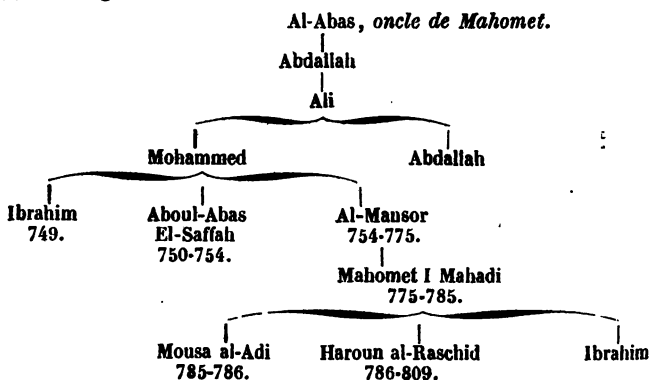 Al-Abas, oncle de Mahomet.
Abdallah
Ali
Mohammed Abdallah
Ibrahim Aboul-Abas Al-Mansor
749. El-Saffah 754-775.
750-754.
Mahomet I Mahadi
775-785.
Mousa al-Adi Haroun al-Raschid Ibrahim
785-786. 786-809.